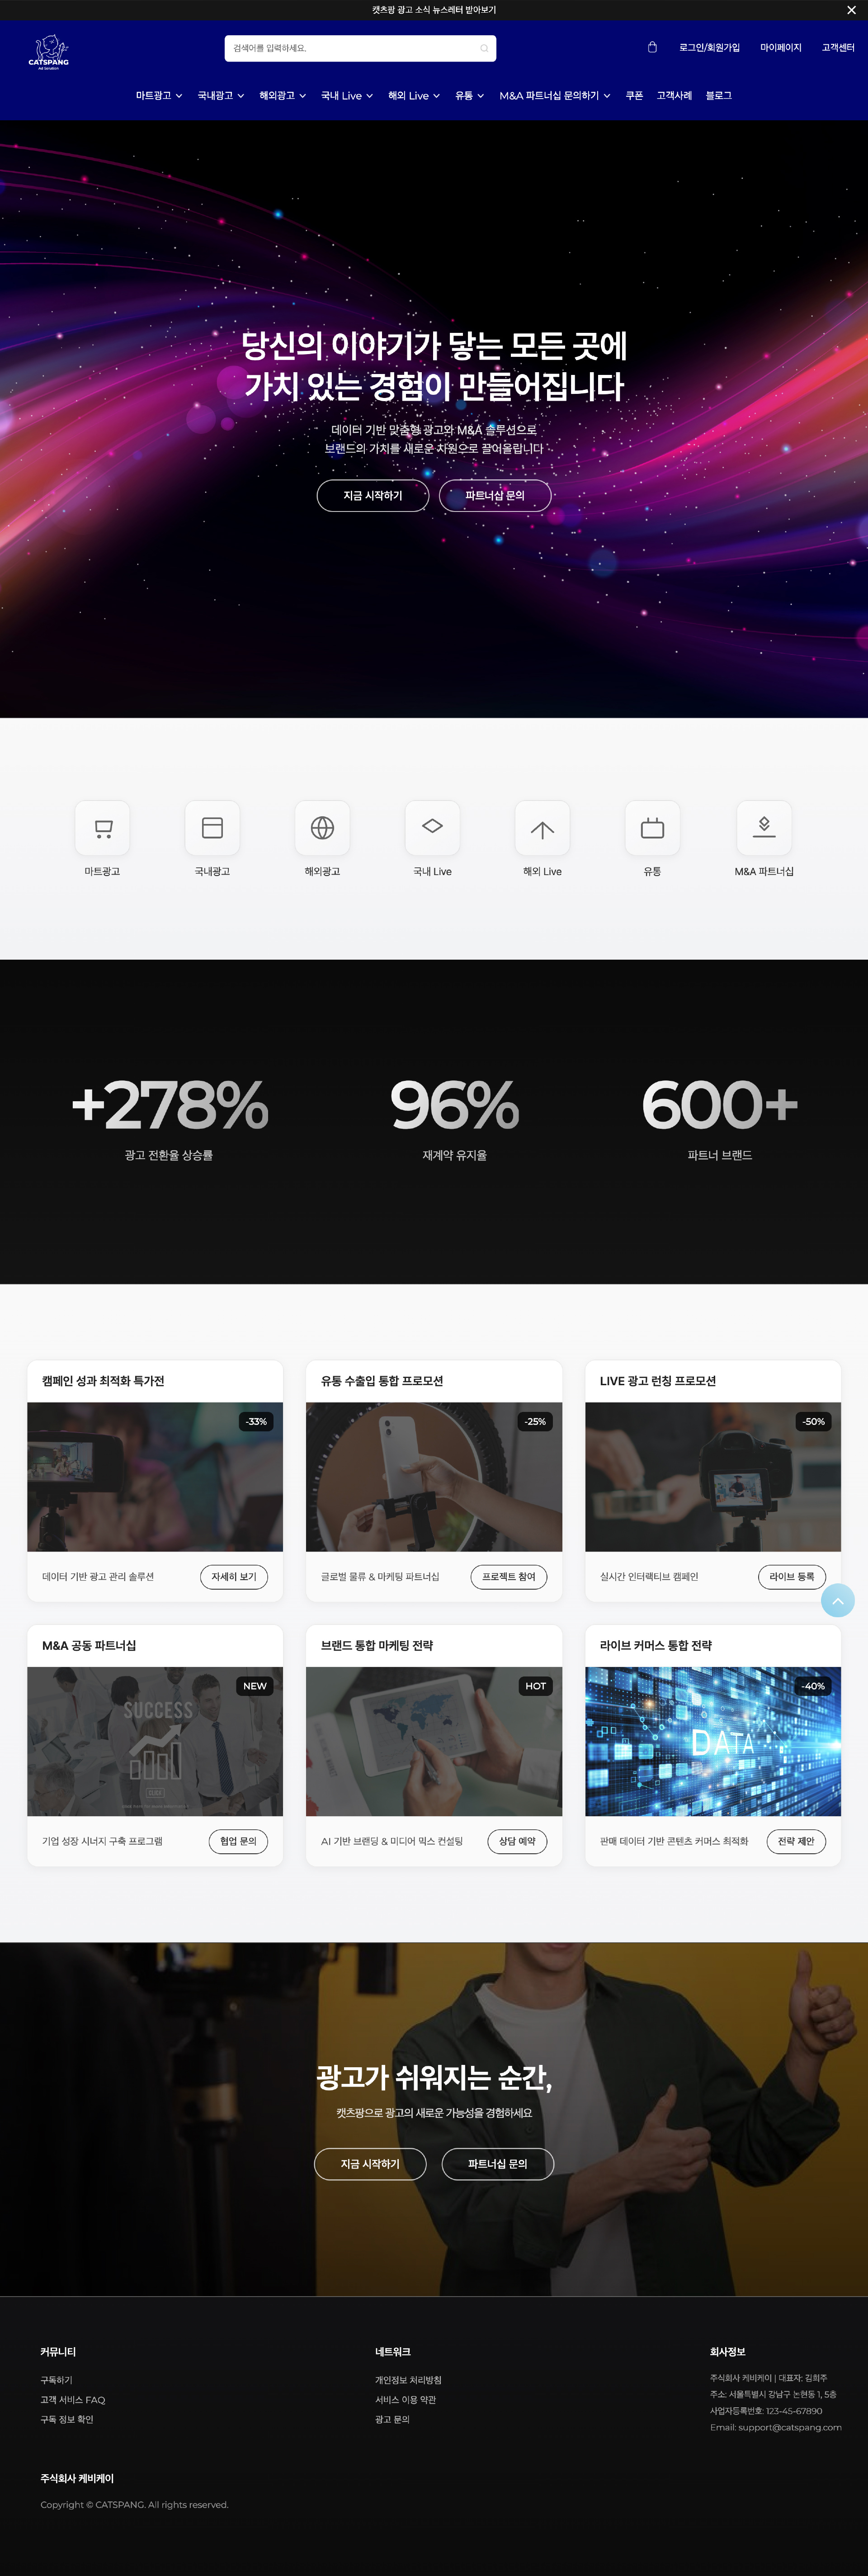 캣츠팡 광고 소식 뉴스레터 받아보기
CATSPANG
Ad Solution
검색어를 입력하세요.
로그인/회원가입
마이페이지
고객센터
마트광고
국내광고
해외광고
국내 Live
해외 Live
유통
M&A 파트너십 문의하기
쿠폰
고객사례
블로그
당신의 이야기가 닿는 모든 곳에
가치 있는 경험이 만들어집니다
데이터 기반 맞춤형 광고와 M&A 솔루션으로
브랜드의 가치를 새로운 차원으로 끌어올립니다
지금 시작하기
파트너십 문의
마트광고
국내광고
해외광고
국내 Live
해외 Live
유통
M&A 파트너십
+278%
광고 전환율 상승률
96%
재계약 유지율
600+
파트너 브랜드
캠페인 성과 최적화 특가전
-33%
데이터 기반 광고 관리 솔루션
자세히 보기
유통 수출입 통합 프로모션
-25%
글로벌 물류 & 마케팅 파트너십
프로젝트 참여
LIVE 광고 런칭 프로모션
-50%
실시간 인터랙티브 캠페인
라이브 등록
M&A 공동 파트너십
NEW
SUCCESS
기업 성장 시너지 구축 프로그램
협업 문의
브랜드 통합 마케팅 전략
HOT
AI 기반 브랜딩 & 미디어 믹스 컨설팅
상담 예약
라이브 커머스 통합 전략
-40%
DATA
판매 데이터 기반 콘텐츠 커머스 최적화
전략 제안
광고가 쉬워지는 순간,
캣츠팡으로 광고의 새로운 가능성을 경험하세요
지금 시작하기
파트너십 문의
커뮤니티
구독하기
고객 서비스 FAQ
구독 정보 확인
네트워크
개인정보 처리방침
서비스 이용 약관
광고 문의
회사정보
주식회사 케비케이 | 대표자: 김희주
주소: 서울특별시 강남구 논현동 1, 5층
사업자등록번호: 123-45-67890
Email: support@catspang.com
주식회사 케비케이
Copyright © CATSPANG. All rights reserved.